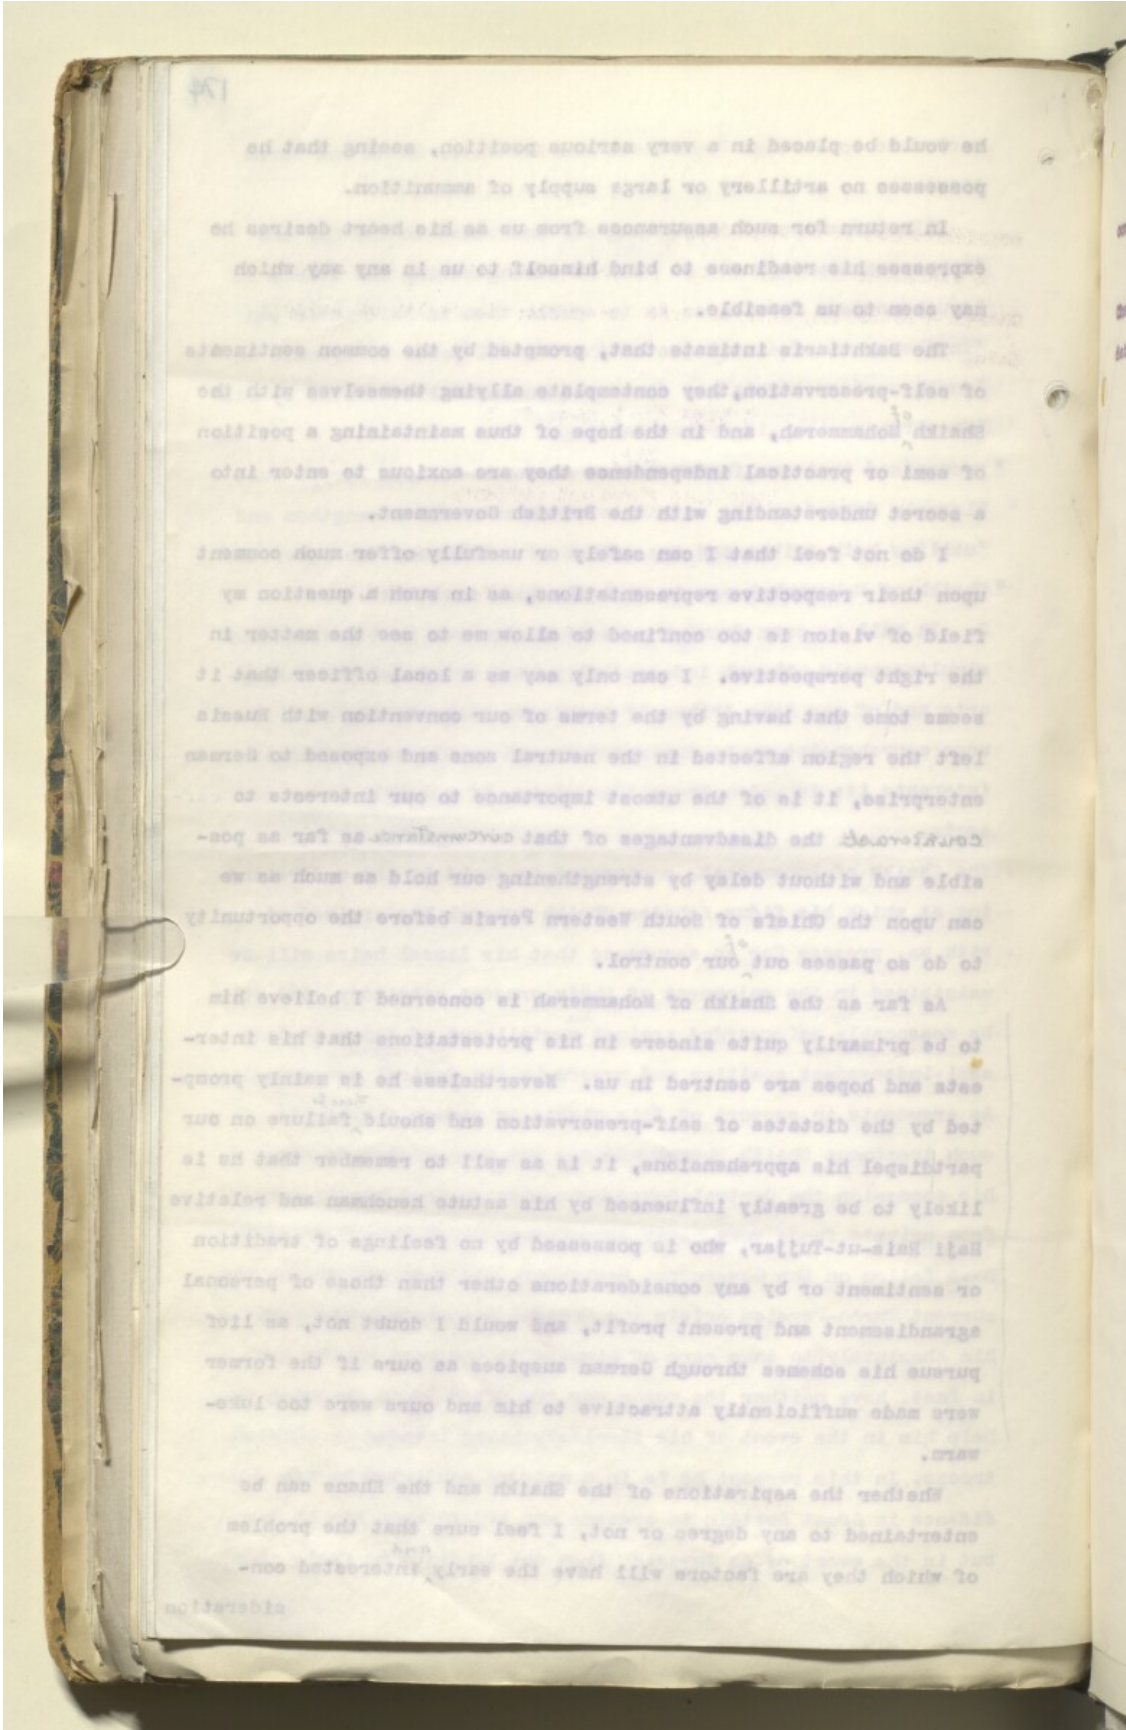 174
he would be placed in a very serious position, seeing that he
possesses no artillery or large supply of ammunition.
In return for such assurances from us as his heart desires he
expresses his readiness to bind himself to us in any way which
may seem to us feasible.
The Bakhtiaris intimate that, prompted by the common sentiments
of self-preservation, they contemplate allying themselves with the
Shaikh of Mohammerah, and in the hope of thus maintaining a position
of semi or practical independence they are anxious to enter into
a secret understanding with the British Government.
I do not feel that I can safely or usefully offer much comment
upon their respective representations, as in such a question my
field of vision is too confined to allow me to see the matter in
the right perspective. I can only say as a local officer that it
seems to me that having by the terms of our convention with Russia
left the region affected in the neutral zone and exposed to German
enterprise, it is of the utmost importance to our interests to
counteract the disadvantages of that circumstance as far as pos-
sible and without delay by strengthening our hold as much as we
can upon the Chiefs of South Western Persia before the opportunity
to do so passes out of our control.
As far as the Shaikh of Mohammerah is concerned I believe him
to be primarily quite sincere in his protestations that his inter-
ests and hopes are centred in us. Nevertheless he is mainly promp-
ted by the dictates of self-preservation and should failure on our
part dispel his apprehensions, it is as well to remember that he is
likely to be greatly influenced by his astute henchman and relative
Haji Rais-ut-Tujjar, who is possessed by no feelings of tradition
or sentiment or by any considerations other than those of personal
agrandisement and present profit, and would I doubt not, as lief
pursue his schemes through German auspices as ours if the former
were made sufficiently attractive to him and ours were too luke-
warm.
Whether the aspirations of the Shaikh and the Khans can be
entertained to any degree or not, I feel sure that the problem
of which they are factors will have the early and interested con-
sideration